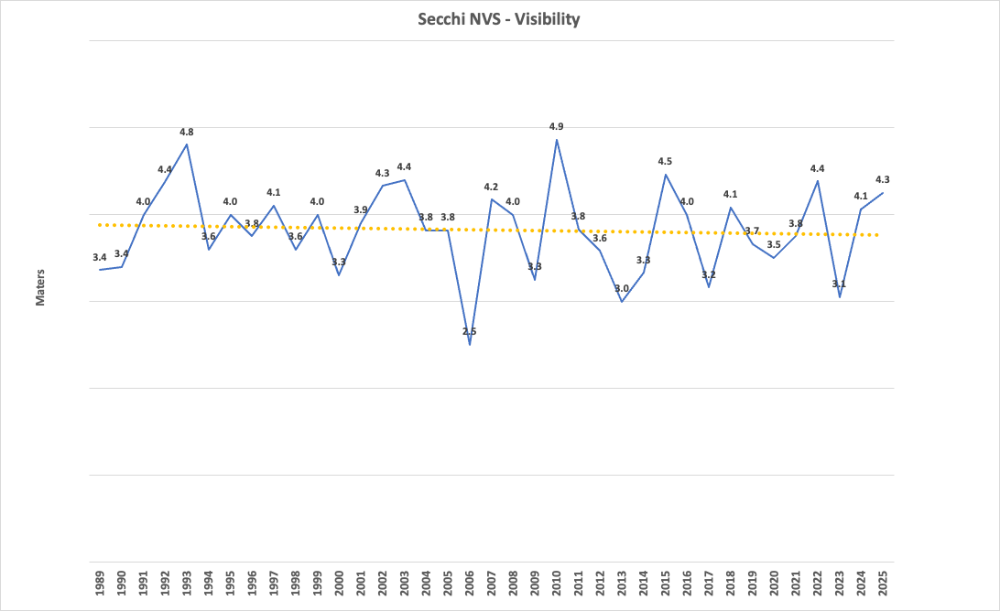 Secchi NVS - Visibility
Maters
3.4 3.4 4.0 4.4 4.8 3.6 4.0 3.8 4.1 3.6 4.0 3.3 3.9 4.3 4.4 3.8 3.8 2.5 4.2 4.0 3.3 4.9 3.8 3.6 3.0 3.3 4.5 4.0 3.2 4.1 3.7 3.5 3.8 4.4 3.1 4.1 4.3
1989 1990 1991 1992 1993 1994 1995 1996 1997 1998 1999 2000 2001 2002 2003 2004 2005 2006 2007 2008 2009 2010 2011 2012 2013 2014 2015 2016 2017 2018 2019 2020 2021 2022 2023 2024 2025